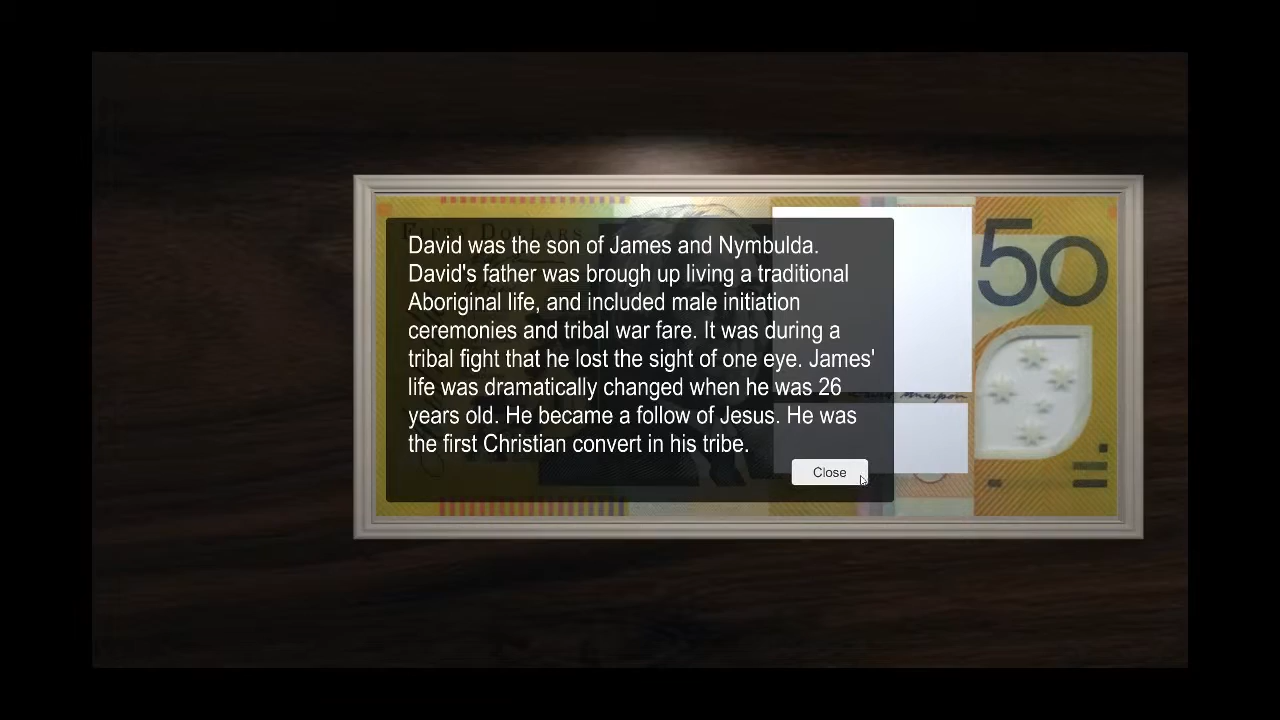 FIFTY DOLLARS
50
David was the son of James and Nymbulda.
David's father was brough up living a traditional
Aboriginal life, and included male initiation
ceremonies and tribal war fare. It was during a
tribal fight that he lost the sight of one eye. James'
life was dramatically changed when he was 26
years old. He became a follow of Jesus. He was
the first Christian convert in his tribe.
Close